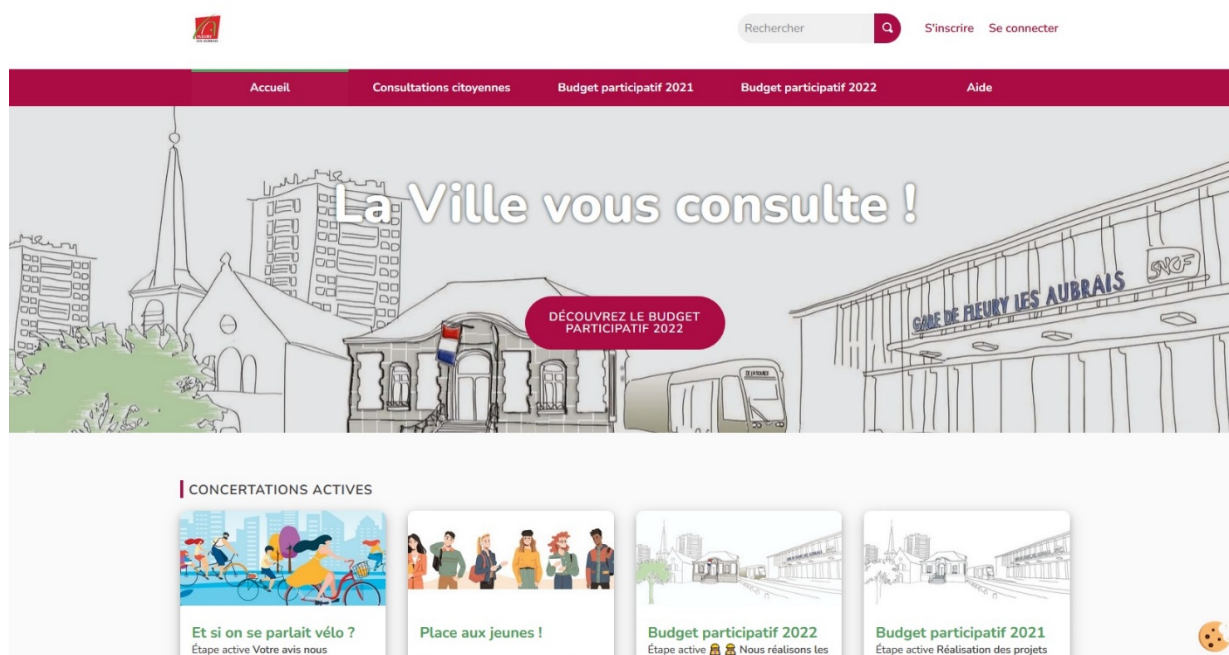 FLEURY
LES AUBRAIS
Rechercher
S'inscrire Se connecter
Accueil Consultations citoyennes Budget participatif 2021 Budget participatif 2022 Aide
La Ville vous consulte !
SNCF
GARE DE FLEURY LES AUBRAIS
DÉCOUVREZ LE BUDGET
PARTICIPATIF 2022
CONCERTATIONS ACTIVES
Et si on se parlait vélo ?
Étape active Votre avis nous
Place aux jeunes !
Budget participatif 2022
Étape active Nous réalisons les
Budget participatif 2021
Étape active Réalisation des projets